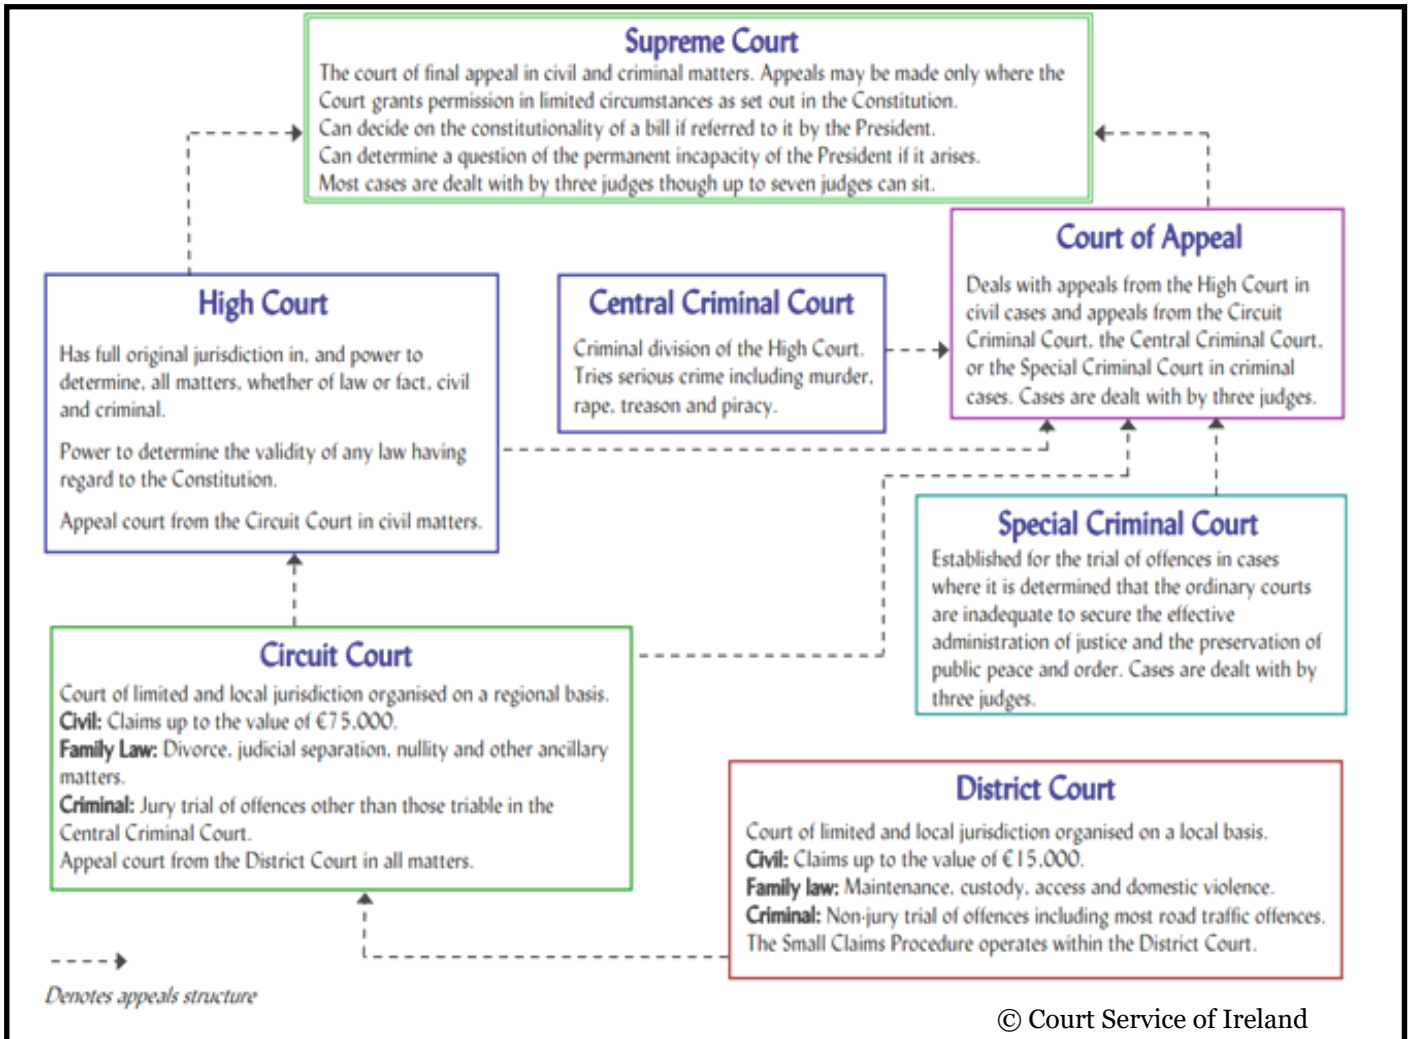 Supreme Court
The court of final appeal in civil and criminal matters. Appeals may be made only where the
Court grants permission in limited circumstances as set out in the Constitution.
Can decide on the constitutionality of a bill if referred to it by the President.
Can determine a question of the permanent incapacity of the President if it arises.
Most cases are dealt with by three judges though up to seven judges can sit.
Court of Appeal
Deals with appeals from the High Court in
civil cases and appeals from the Circuit
Criminal Court, the Central Criminal Court,
or the Special Criminal Court in criminal
cases. Cases are dealt with by three judges.
High Court
Has full original jurisdiction in, and power to
determine, all matters, whether of law or fact, civil
and criminal.
Power to determine the validity of any law having
regard to the Constitution.
Appeal court from the Circuit Court in civil matters.
Central Criminal Court
Criminal division of the High Court.
Tries serious crime including murder,
rape, treason and piracy.
Special Criminal Court
Established for the trial of offences in cases
where it is determined that the ordinary courts
are inadequate to secure the effective
administration of justice and the preservation of
public peace and order. Cases are dealt with by
three judges.
Circuit Court
Court of limited and local jurisdiction organised on a regional basis.
Civil: Claims up to the value of €75,000.
Family Law: Divorce, judicial separation, nullity and other ancillary
matters.
Criminal: Jury trial of offences other than those triable in the
Central Criminal Court.
Appeal court from the District Court in all matters.
District Court
Court of limited and local jurisdiction organised on a local basis.
Civil: Claims up to the value of €15,000.
Family law: Maintenance, custody, access and domestic violence.
Criminal: Non-jury trial of offences including most road traffic offences.
The Small Claims Procedure operates within the District Court.
Denotes appeals structure
© Court Service of Ireland